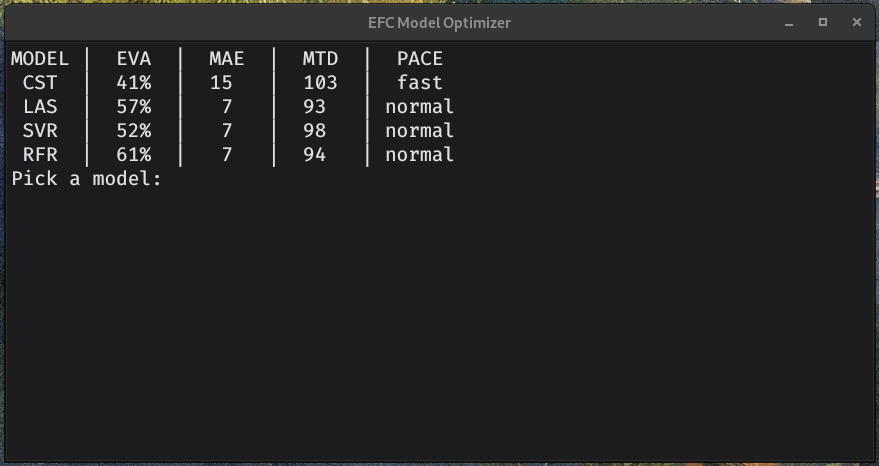 EFC Model Optimizer
MODEL | EVA | MAE | MTD | PACE
CST | 41% | 15 | 103 | fast
LAS | 57% | 7 | 93 | normal
SVR | 52% | 7 | 98 | normal
RFR | 61% | 7 | 94 | normal
Pick a model: